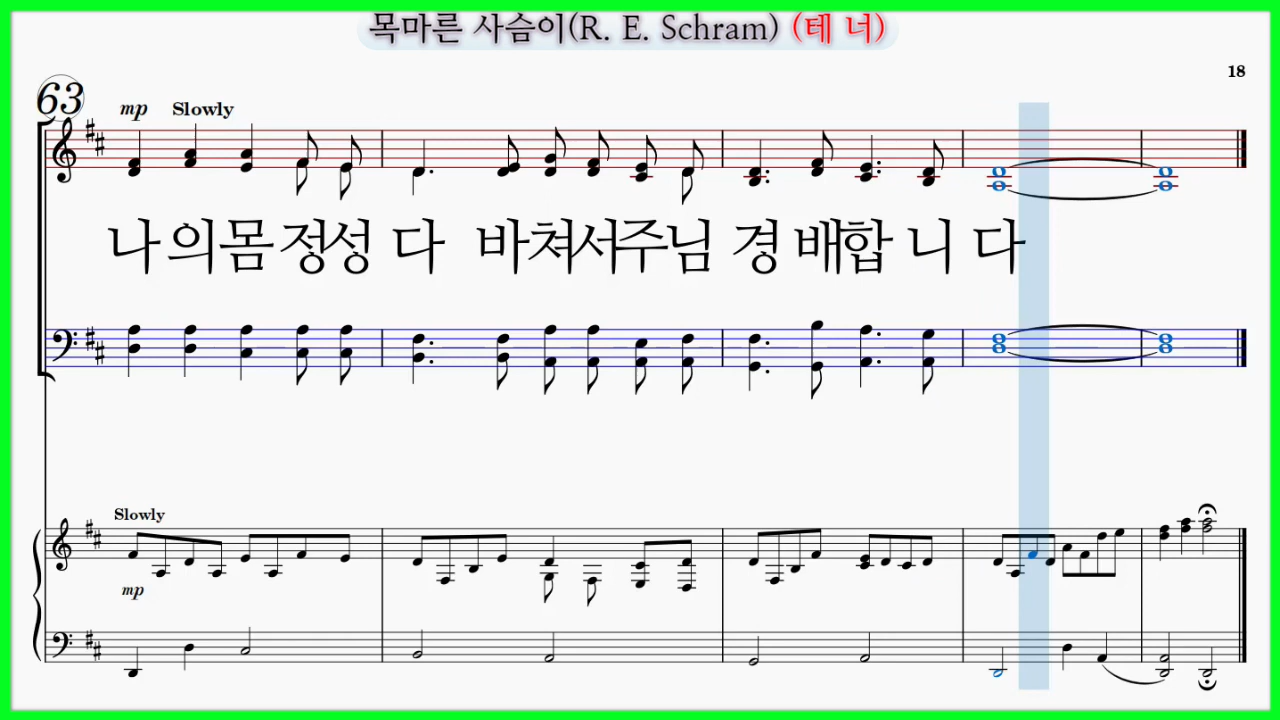 목마른 사슴이(R. E. Schram) (테 너)
18
63
mp Slowly
나 의 몸 정성 다 바쳐서주님 경 배합 니 다
Slowly
mp